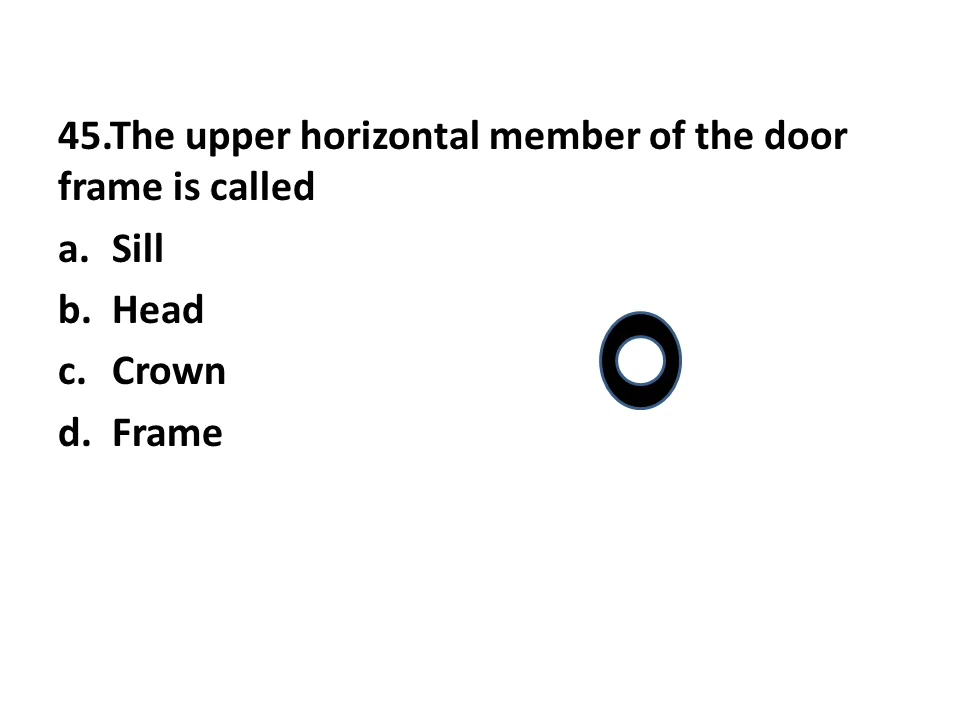 45.The upper horizontal member of the door
frame is called
a. Sill
b. Head
c. Crown
d. Frame